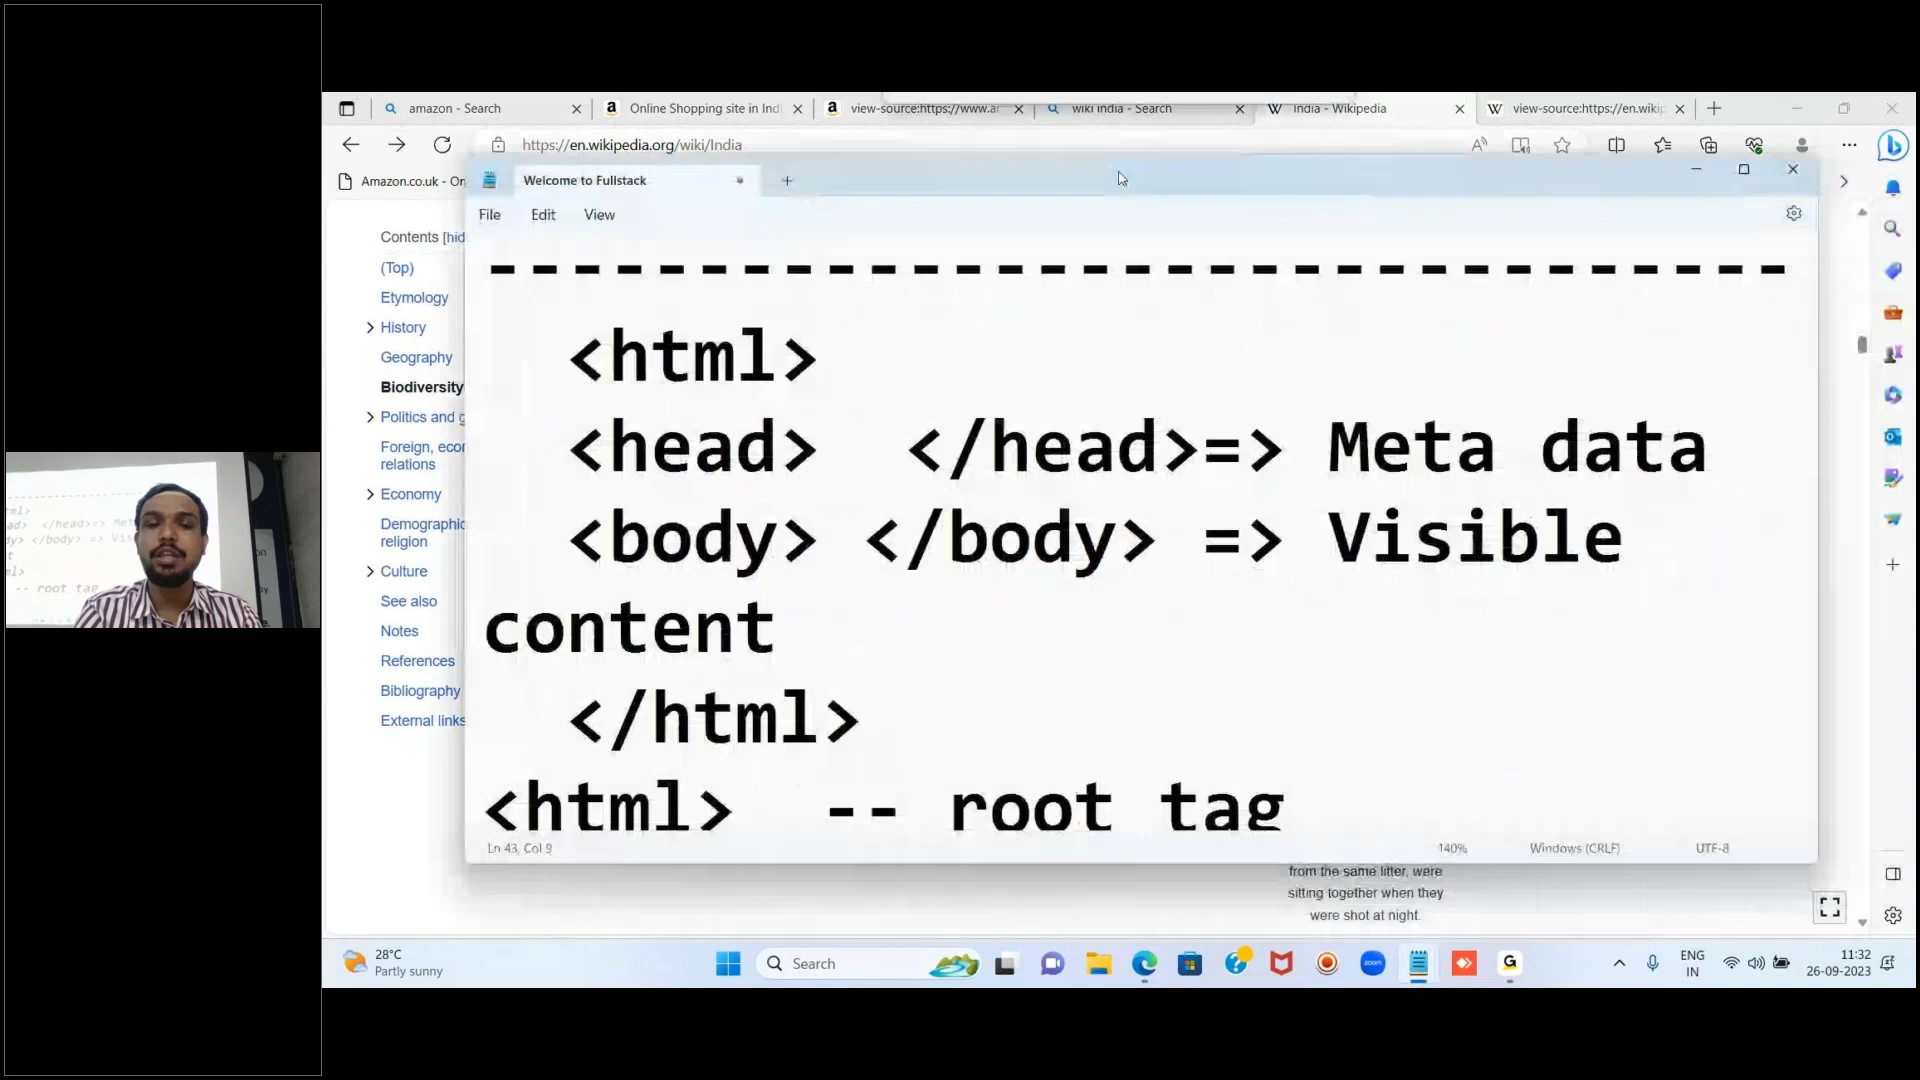 amazon - Search
Online Shopping site in Indi
view-source:https://www.a
wiki india - Search
India - Wikipedia
view-source:https://en.wikip
https://en.wikipedia.org/wiki/India
Amazon.co.uk - On
Welcome to Fullstack
File Edit View
Contents [hid
(Top)
Etymology
History
Geography
Biodiversity
Politics and g
Foreign, econ
relations
Economy
Demographic
religion
Culture
See also
Notes
References
Bibliography
External links
--------------------------------
<html>
<head> </head>=> Meta data
<body> </body> => Visible
content
</html>
<html> -- root tag
Ln 43, Col 9 140% Windows (CRLF) UTF-8
from the same litter, were
sitting together when they
were shot at night.
28°C
Partly sunny
Search
zoom
ENG
IN
11:32
26-09-2023